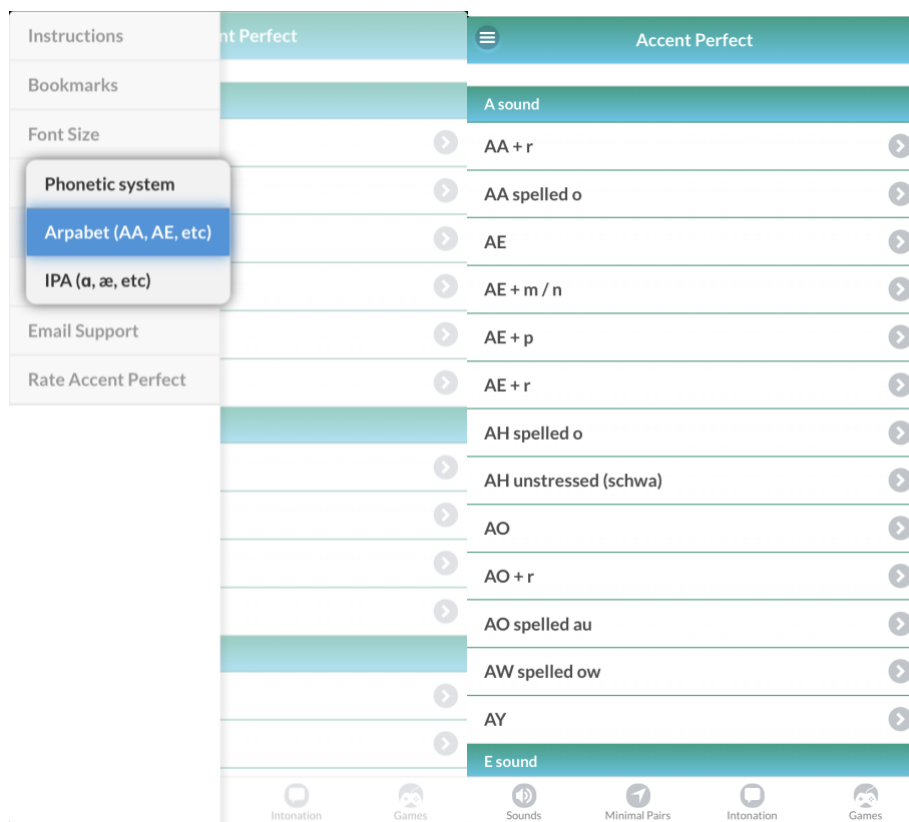 Instructions
nt Perfect
Bookmarks
Font Size
Phonetic system
Arpabet (AA, AE, etc)
IPA (ɑ, æ, etc)
Email Support
Rate Accent Perfect
Intonation
Games
Accent Perfect
A sound
AA + r
AA spelled o
AE
AE + m / n
AE + p
AE + r
AH spelled o
AH unstressed (schwa)
AO
AO + r
AO spelled au
AW spelled ow
AY
E sound
Sounds
Minimal Pairs
Intonation
Games